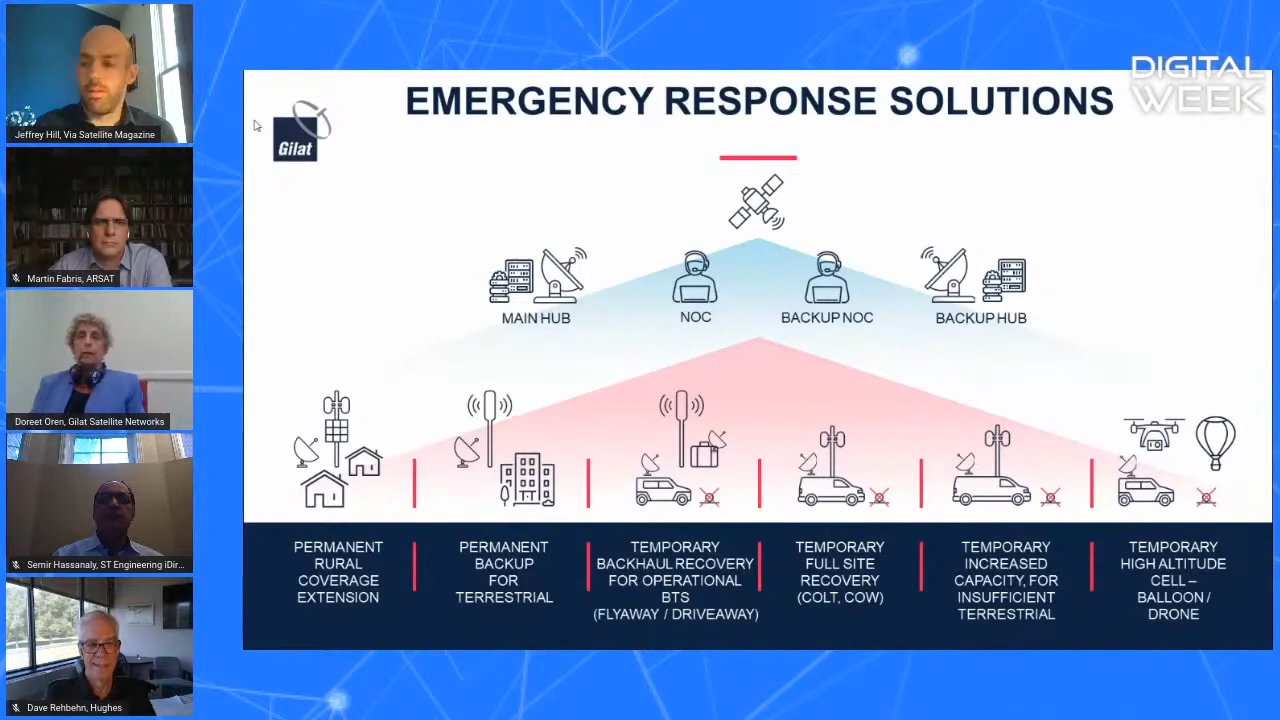 Jeffrey Hill, Via Satellite Magazine
Martin Fabris, ARSAT
Doreet Oren, Gilat Satellite Networks
Semir Hassanaly, ST Engineering iDir...
Dave Rehbehn, Hughes
DIGITAL
WEEK
Gilat
EMERGENCY RESPONSE SOLUTIONS
MAIN HUB
NOC
BACKUP NOC
BACKUP HUB
PERMANENT
RURAL
COVERAGE
EXTENSION
PERMANENT
BACKUP
FOR
TERRESTRIAL
TEMPORARY
BACKHAUL RECOVERY
FOR OPERATIONAL
BTS
(FLYAWAY / DRIVEAWAY)
TEMPORARY
FULL SITE
RECOVERY
(COLT, COW)
TEMPORARY
INCREASED
CAPACITY, FOR
INSUFFICIENT
TERRESTRIAL
TEMPORARY
HIGH ALTITUDE
CELL –
BALLOON /
DRONE